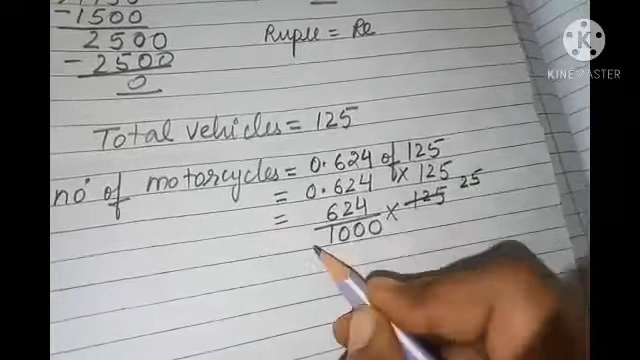 - 1500
2500
- 2500
0
Rupee = Re
KINEMASTER
Total vehicles = 125
no of motorcycles = 0.624 of 125
= 0.624 × 125
= 624/1000 × 125 25